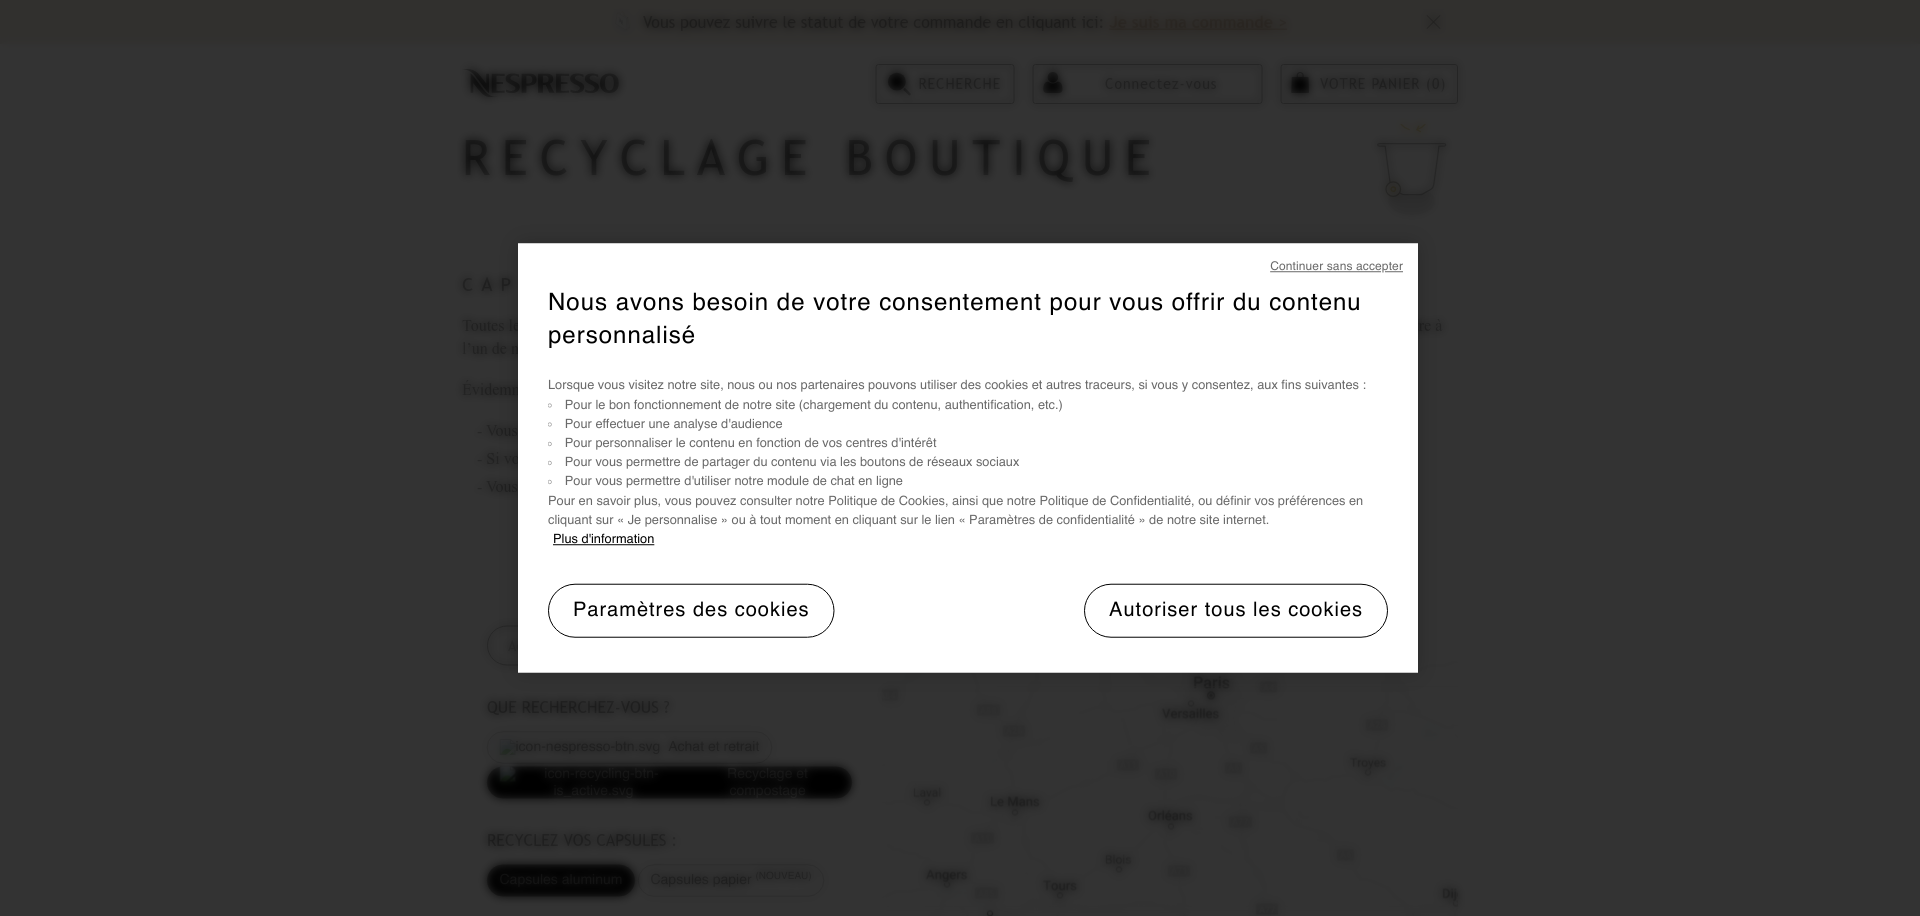 Vous pouvez suivre le statut de votre commande en cliquant ici: Je suis ma commande >
NESPRESSO
RECHERCHE
Connectez-vous
VOTRE PANIER (0)
RECYCLAGE BOUTIQUE
Continuer sans accepter
Nous avons besoin de votre consentement pour vous offrir du contenu
personnalisé
CAP
Toutes
l'un de
Lorsque vous visitez notre site, nous ou nos partenaires pouvons utiliser des cookies et autres traceurs, si vous y consentez, aux fins suivantes :
◦ Pour le bon fonctionnement de notre site (chargement du contenu, authentification, etc.)
◦ Pour effectuer une analyse d'audience
◦ Pour personnaliser le contenu en fonction de vos centres d'intérêt
◦ Pour vous permettre de partager du contenu via les boutons de réseaux sociaux
◦ Pour vous permettre d'utiliser notre module de chat en ligne
Pour en savoir plus, vous pouvez consulter notre Politique de Cookies, ainsi que notre Politique de Confidentialité, ou définir vos préférences en
cliquant sur « Je personnalise » ou à tout moment en cliquant sur le lien « Paramètres de confidentialité » de notre site internet.
Plus d'information
– Vous
– Si
– Vous
Paramètres des cookies
Autoriser tous les cookies
Paris
Versailles
QUE RECHERCHEZ-VOUS ?
icon-nespresso-btn.svg Achat et retrait
icon-recycling-btn-
is_active.svg
Recyclage et
compostage
Troyes
Laval
Le Mans
Orléans
RECYCLEZ VOS CAPSULES :
Blois
Capsules aluminum
Capsules papier (NOUVEAU)
Angers
Tours
Dij